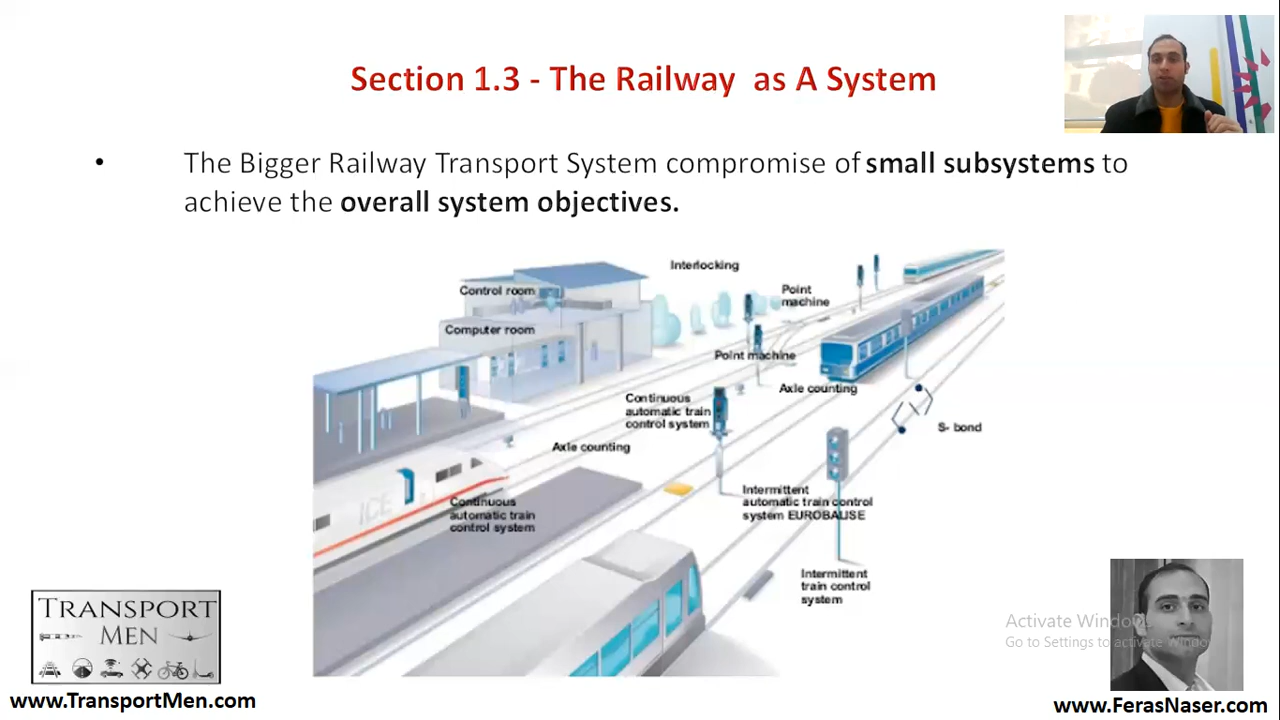 Section 1.3 - The Railway as A System
• The Bigger Railway Transport System compromise of small subsystems to
achieve the overall system objectives.
Interlocking
Control room
Point
machine
Computer room
Point machine
Axle counting
Continuous
automatic train
control system
S- bond
Axle counting
Intermittent
automatic train control
system EUROBALISE
ICE
Continuous
automatic train
control system
Intermittent
train control
system
TRANSPORT
MEN
www.TransportMen.com
Activate Windows
Go to Settings to activate Windows
www.FerasNaser.com